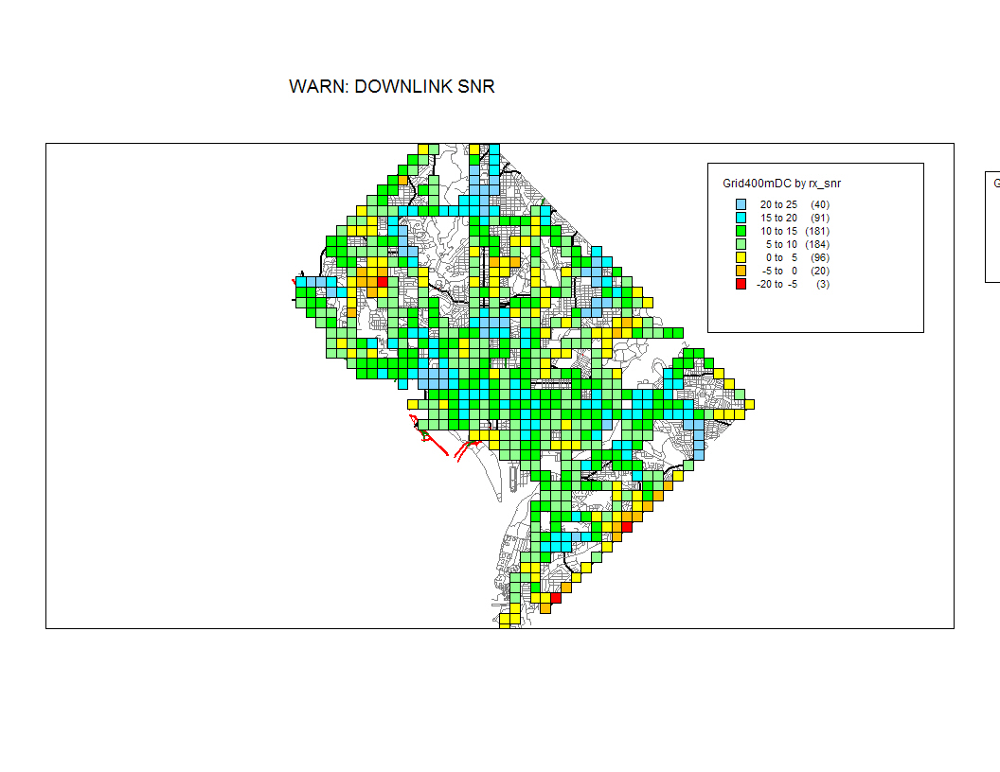 WARN: DOWNLINK SNR
Grid400mDC by rx_snr
20 to 25 (40)
15 to 20 (91)
10 to 15 (181)
5 to 10 (184)
0 to 5 (96)
-5 to 0 (20)
-20 to -5 (3)
G